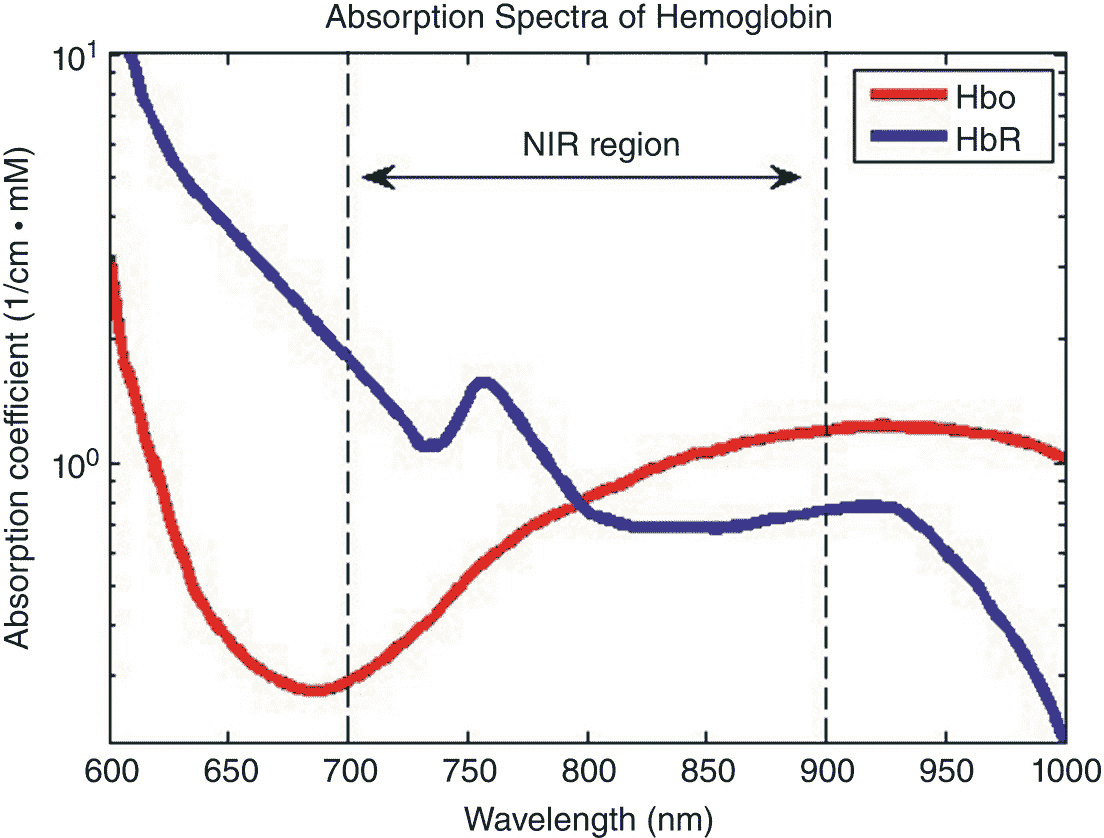 Absorption Spectra of Hemoglobin
10¹
Hbo
HbR
NIR region
Absorption coefficient (1/cm • mM)
10⁰
600 650 700 750 800 850 900 950 1000
Wavelength (nm)